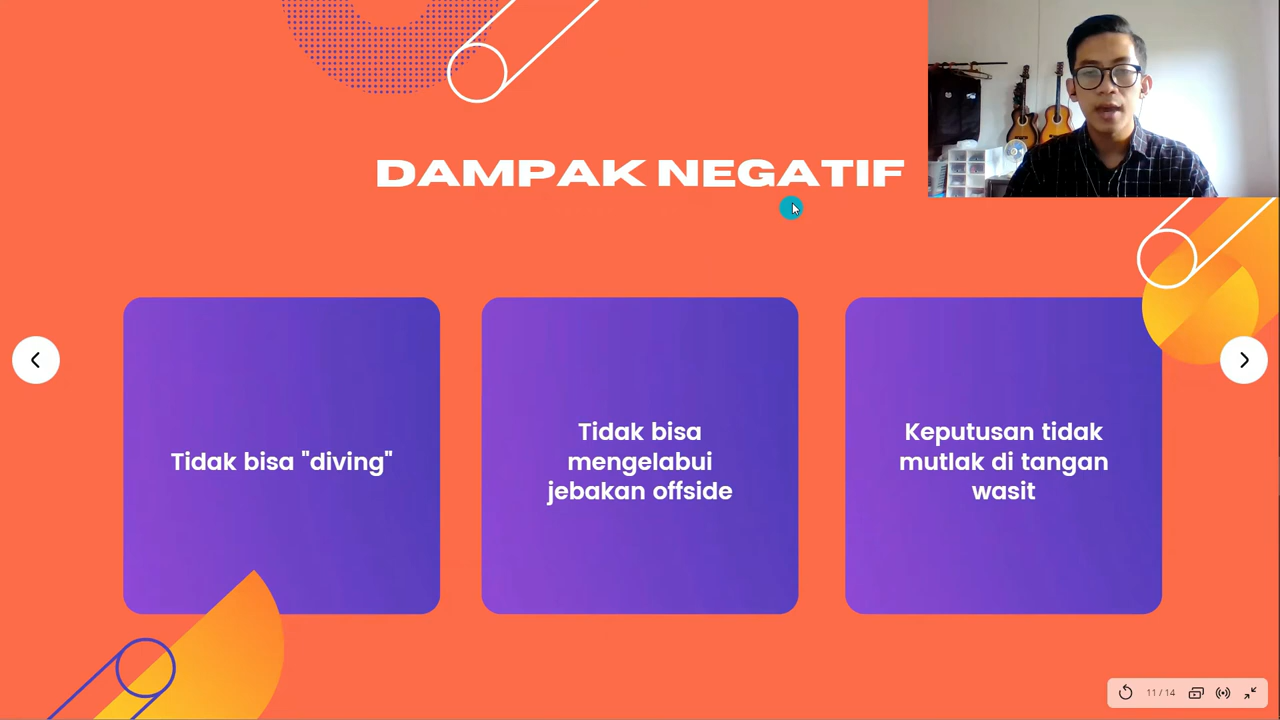 DAMPAK NEGATIF
Tidak bisa "diving"
Tidak bisa
mengelabui
jebakan offside
Keputusan tidak
mutlak di tangan
wasit
11 / 14